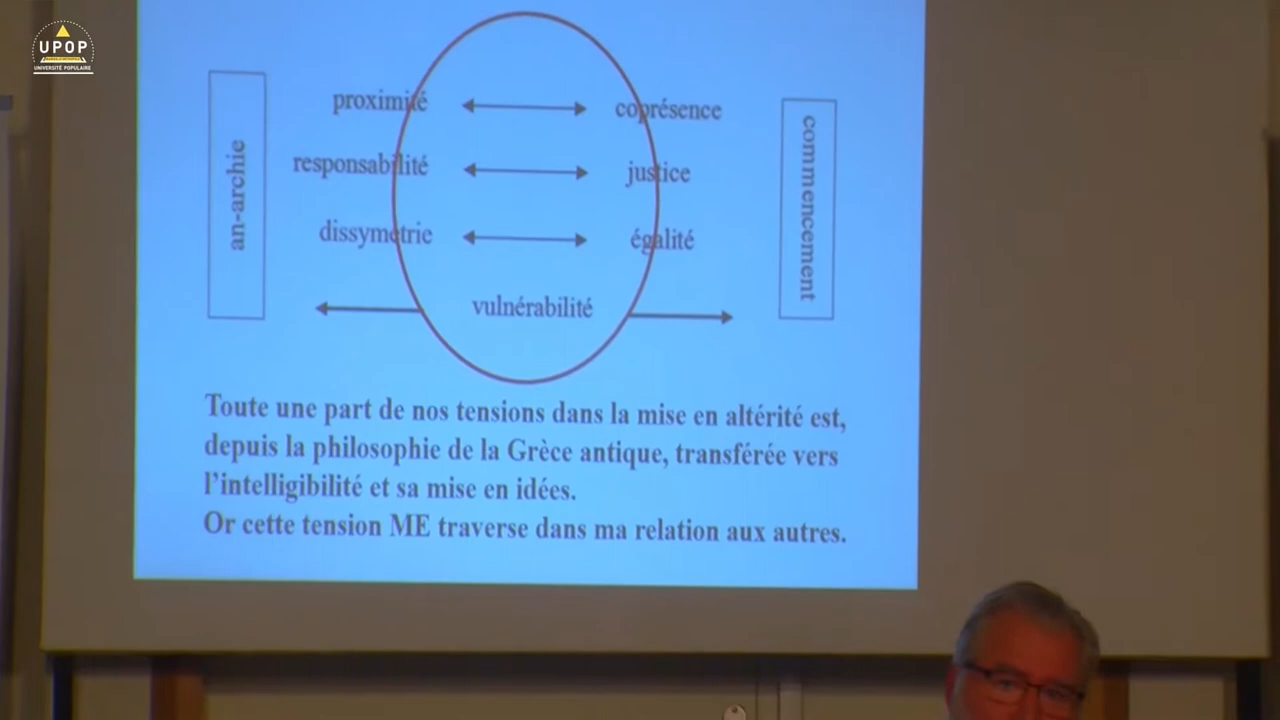 UPOP
UNIVERSITÉ POPULAIRE
an-archie
proximité
coprésence
responsabilité
justice
dissymétrie
égalité
vulnérabilité
commencement
Toute une part de nos tensions dans la mise en altérité est,
depuis la philosophie de la Grèce antique, transférée vers
l'intelligibilité et sa mise en idées.
Or cette tension ME traverse dans ma relation aux autres.